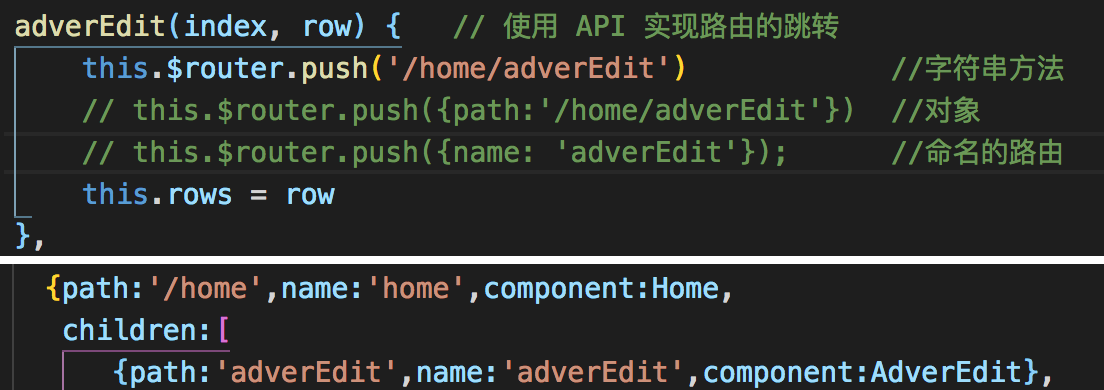 adverEdit(index, row) {   // 使用 API 实现路由的跳转
    this.$router.push('/home/adverEdit')            //字符串方法
    // this.$router.push({path:'/home/adverEdit'})  //对象
    // this.$router.push({name: 'adverEdit'});      //命名的路由
    this.rows = row
},
{path:'/home',name:'home',component:Home,
 children:[
    {path:'adverEdit',name:'adverEdit',component:AdverEdit},